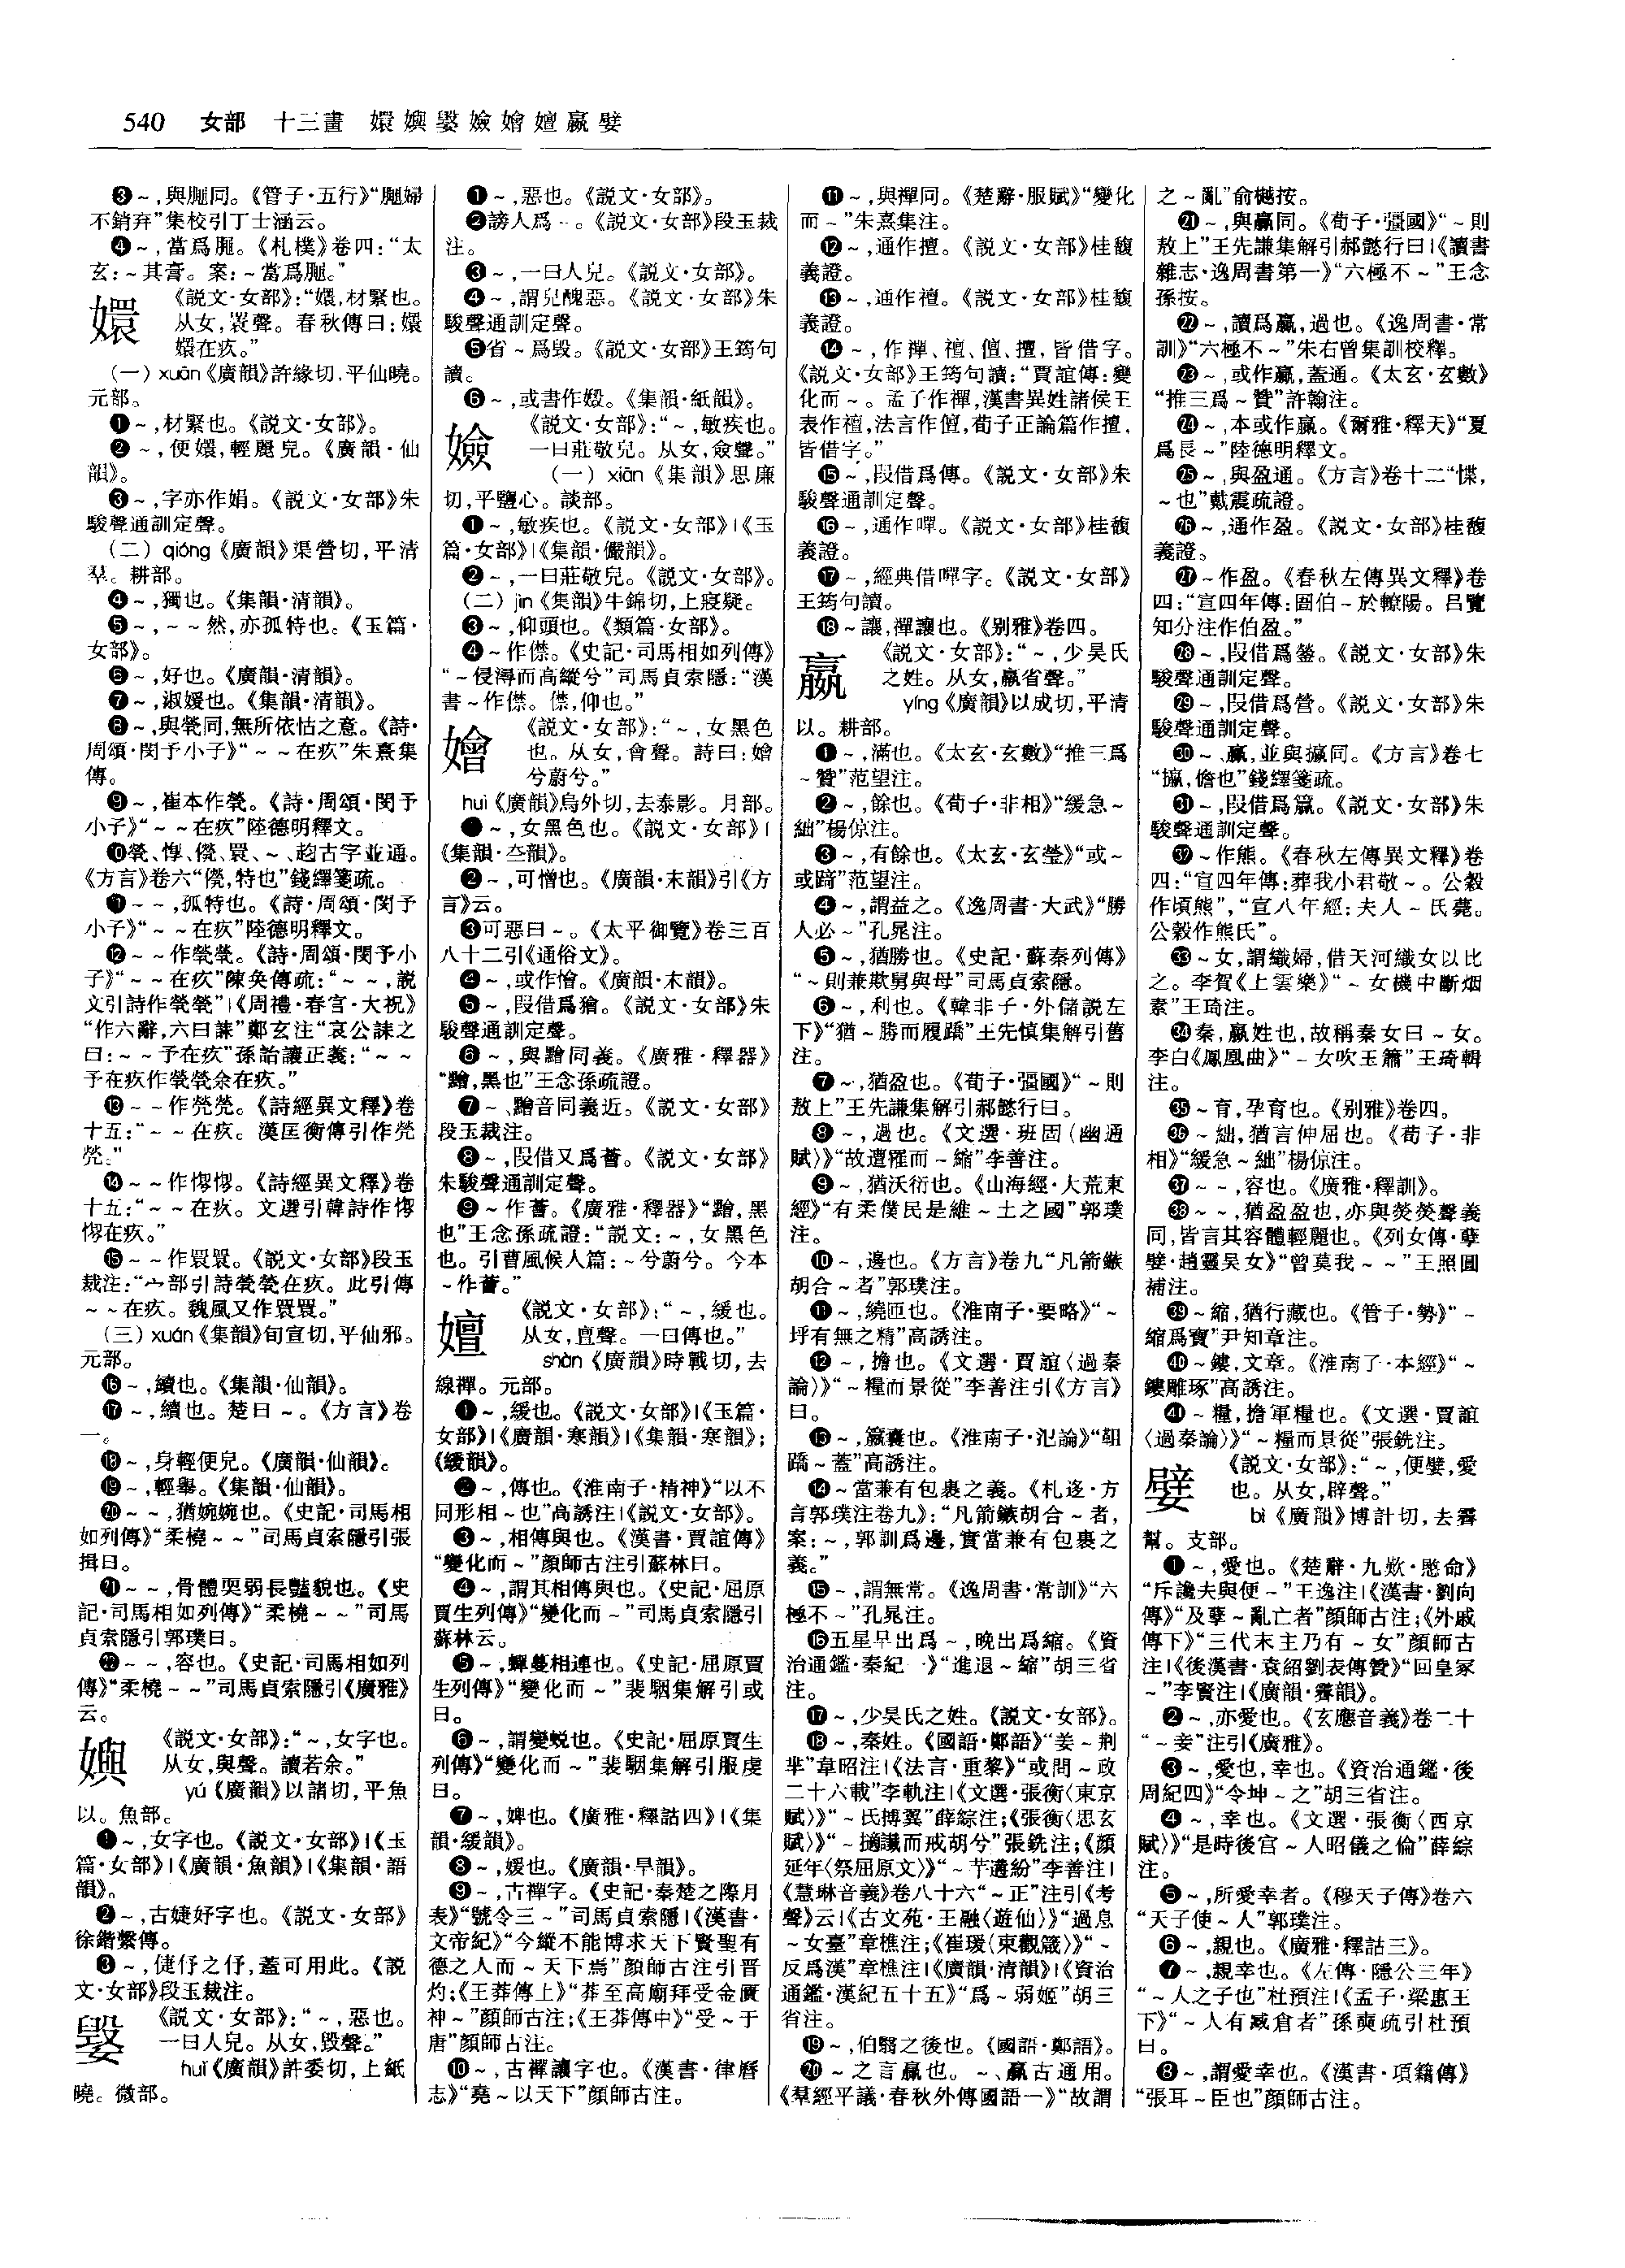 540 女部 十三畫 嬛嬩嬜嬐嬒嬗嬴嬖
❸～,與㛴同。《管子·五行》“㛴婦
不銷弃”集校引丁士涵云。
❹～,當爲㛴。《札樸》卷四:“太
玄:～其膏。案:～當爲㛴。”
嬛 《説文·女部》:“嬛,材緊也。
从女,瞏聲。春秋傳曰:嬛
嬛在疚。”
(一)xuān《廣韻》許緣切,平仙曉。
元部。
❶～,材緊也。《説文·女部》。
❷～,便嬛,輕麗皃。《廣韻·仙
韻》。
❸～,字亦作娟。《説文·女部》朱
駿聲通訓定聲。
(二)qióng《廣韻》渠營切,平清
羣。耕部。
❹～,獨也。《集韻·清韻》。
❺～,～～然,亦孤特也。《玉篇·
女部》。
❻～,好也。《廣韻·清韻》。
❼～,淑媛也。《集韻·清韻》。
❽～,與煢同,無所依怙之意。《詩·
周頌·閔予小子》“～～在疚”朱熹集
傳。
❾～,崔本作煢。《詩·周頌·閔予
小子》“～～在疚”陸德明釋文。
❿煢、惸、㒌、睘、～、趙古字並通。
《方言》卷六“㒌,特也”錢繹箋疏。
⓫～～,孤特也。《詩·周頌·閔予
小子》“～～在疚”陸德明釋文。
⓬～～作煢煢。《詩·周頌·閔予小
子》“～～在疚”陳奂傳疏:“～～,説
文引詩作煢煢”|《周禮·春官·大祝》
“作六辭,六曰誄”鄭玄注“哀公誄之
曰:～～予在疚”孫詒讓正義:“～～
予在疚作煢煢余在疚。”
⓭～～作焭焭。《詩經異文釋》卷
十五:“～～在疚。漢匡衡傳引作焭
焭。”
⓮～～作惸惸。《詩經異文釋》卷
十五:“～～在疚。文選引韓詩作惸
惸在疚。”
⓯～～作睘睘。《説文·女部》段玉
裁注:“宀部引詩煢煢在疚。此引傳
～～在疚。魏風又作睘睘。”
(三)xuán《集韻》旬宣切,平仙邪。
元部。
⓰～,續也。《集韻·仙韻》。
⓱～,續也。楚曰～。《方言》卷
一。
⓲～,身輕便皃。《廣韻·仙韻》。
⓳～,輕舉。《集韻·仙韻》。
⓴～～,猶婉婉也。《史記·司馬相
如列傳》“柔橈～～”司馬貞索隱引張
揖曰。
㉑～～,骨體耎弱長豔貌也。《史
記·司馬相如列傳》“柔橈～～”司馬
貞索隱引郭璞曰。
㉒～～,容也。《史記·司馬相如列
傳》“柔橈～～”司馬貞索隱引《廣雅》
云。
嬩 《説文·女部》:“～,女字也。
从女,與聲。讀若余。”
yú《廣韻》以諸切,平魚
以。魚部。
❶～,女字也。《説文·女部》|《玉
篇·女部》|《廣韻·魚韻》|《集韻·語
韻》。
❷～,古婕妤字也。《説文·女部》
徐鍇繫傳。
❸～,倢伃之伃,蓋可用此。《説
文·女部》段玉裁注。
嬜 《説文·女部》:“～,惡也。
一曰人皃。从女,毁聲。”
huǐ《廣韻》許委切,上紙
曉。微部。
❶～,惡也。《説文·女部》。
❷謗人爲～。《説文·女部》段玉裁
注。
❸～,一曰人皃。《説文·女部》。
❹～,謂皃醜惡。《説文·女部》朱
駿聲通訓定聲。
❺省～爲毁。《説文·女部》王筠句
讀。
❻～,或書作嬜。《集韻·紙韻》。
嬐 《説文·女部》:“～,敏疾也。
一曰莊敬皃。从女,僉聲。”
(一)xiān《集韻》思廉
切,平鹽心。談部。
❶～,敏疾也。《説文·女部》|《玉
篇·女部》|《集韻·儼韻》。
❷～,一曰莊敬皃。《説文·女部》。
(二)jìn《集韻》牛錦切,上寑疑。
❸～,仰頭也。《類篇·女部》。
❹～作傑。《史記·司馬相如列傳》
“～侵潯而高縱兮”司馬貞索隱:“漢
書～作傑。傑,仰也。”
嬒 《説文·女部》:“～,女黑色
也。从女,會聲。詩曰:嬒
兮蔚兮。”
huì《廣韻》烏外切,去泰影。月部。
❶～,女黑色也。《説文·女部》|
《集韻·夳韻》。
❷～,可憎也。《廣韻·末韻》引《方
言》云。
❸可惡曰～。《太平御覽》卷三百
八十二引《通俗文》。
❹～,或作懀。《廣韻·末韻》。
❺～,叚借爲獪。《説文·女部》朱
駿聲通訓定聲。
❻～,與黵同義。《廣雅·釋器》
“黵,黑也”王念孫疏證。
❼～、黵音同義近。《説文·女部》
段玉裁注。
❽～,叚借又爲薈。《説文·女部》
朱駿聲通訓定聲。
❾～作薈。《廣雅·釋器》“黵,黑
也”王念孫疏證:“説文:～,女黑色
也。引曹風候人篇:～兮蔚兮。今本
～作薈。”
嬗 《説文·女部》:“～,緩也。
从女,亶聲。一曰傳也。”
shàn《廣韻》時戰切,去
線禪。元部。
❶～,緩也。《説文·女部》|《玉篇·
女部》|《廣韻·寒韻》|《集韻·寒韻》;
《緩韻》。
❷～,傳也。《淮南子·精神》“以不
同形相～也”高誘注|《説文·女部》。
❸～,相傳與也。《漢書·賈誼傳》
“變化而～”顔師古注引蘇林曰。
❹～,謂其相傳與也。《史記·屈原
賈生列傳》“變化而～”司馬貞索隱引
蘇林云。
❺～,蟬蔓相連也。《史記·屈原賈
生列傳》“變化而～”裴駰集解引或
曰。
❻～,謂變蜕也。《史記·屈原賈生
列傳》“變化而～”裴駰集解引服虔
曰。
❼～,婢也。《廣雅·釋詁四》|《集
韻·緩韻》。
❽～,媛也。《廣韻·旱韻》。
❾～,古禪字。《史記·秦楚之際月
表》“號令三～”司馬貞索隱|《漢書·
文帝紀》“今縱不能博求天下賢聖有
德之人而～天下焉”顔師古注引晋
灼;《王莽傳上》“莽至高廟拜受金匱
神～”顔師古注;《王莽傳中》“受～于
唐”顔師古注。
❿～,古禪讓字也。《漢書·律曆
志》“堯～以天下”顔師古注。
⓫～,與禪同。《楚辭·服賦》“變化
而～”朱熹集注。
⓬～,通作擅。《説文·女部》桂馥
義證。
⓭～,通作襢。《説文·女部》桂馥
義證。
⓮～,作禪、襢、儃、擅,皆借字。
《説文·女部》王筠句讀:“賈誼傳:變
化而～。孟子作禪,漢書異姓諸侯王
表作襢,法言作儃,荀子正論篇作擅,
皆借字。”
⓯～,叚借爲傳。《説文·女部》朱
駿聲通訓定聲。
⓰～,通作嘽。《説文·女部》桂馥
義證。
⓱～,經典借嘽字。《説文·女部》
王筠句讀。
⓲～讓,禪讓也。《别雅》卷四。
嬴 《説文·女部》:“～,少昊氏
之姓。从女,羸省聲。”
yíng《廣韻》以成切,平清
以。耕部。
❶～,滿也。《太玄·玄數》“推三爲
～贊”范望注。
❷～,餘也。《荀子·非相》“緩急～
絀”楊倞注。
❸～,有餘也。《太玄·玄瑩》“或～
或踦”范望注。
❹～,謂益之。《逸周書·大武》“勝
人必～”孔晁注。
❺～,猶勝也。《史記·蘇秦列傳》
“～則兼欺舅與母”司馬貞索隱。
❻～,利也。《韓非子·外儲説左
下》“猶～勝而履蹻”王先慎集解引舊
注。
❼～,猶盈也。《荀子·彊國》“～則
敖上”王先謙集解引郝懿行曰。
❽～,過也。《文選·班固〈幽通
賦〉》“故遭罹而～縮”李善注。
❾～,猶沃衍也。《山海經·大荒東
經》“有柔僕民是維～土之國”郭璞
注。
❿～,邊也。《方言》卷九“凡箭鏃
胡合～者”郭璞注。
⓫～,繞匝也。《淮南子·要略》“～
垀有無之精”高誘注。
⓬～,擔也。《文選·賈誼〈過秦
論〉》“～糧而景從”李善注引《方言》
曰。
⓭～,籯囊也。《淮南子·氾論》“蹻～蓋”高誘注。
⓮～當兼有包裹之義。《札迻·方
言郭璞注卷九》:“凡箭鏃胡合～者,
案:～,郭訓爲邊,實當兼有包裹之
義。”
⓯～,謂無常。《逸周書·常訓》“六
極不～”孔晁注。
⓰五星早出爲～,晚出爲縮。《資
治通鑑·秦紀 》“進退～縮”胡三省
注。
⓱～,少昊氏之姓。《説文·女部》。
⓲～,秦姓。《國語·鄭語》“姜～荆
芈”韋昭注|《法言·重黎》“或問～政
二十六載”李軌注|《文選·張衡〈東京
賦〉》“～氏搏翼”薛綜注;《張衡〈思玄
賦〉》“～擿讖而戒胡兮”張銑注;《顔
延年〈祭屈原文〉》“～芈遘紛”李善注|
《慧琳音義》卷八十六“～正”注引《考
聲》云|《古文苑·王融〈遊仙〉》“過息
～女臺”章樵注;《崔瑗〈東觀箴〉》“～
反爲漢”章樵注|《廣韻·清韻》|《資治
通鑑·漢紀五十五》“爲～弱姬”胡三
省注。
⓳～,伯翳之後也。《國語·鄭語》。
⓴～之言贏也。～、贏古通用。
《羣經平議·春秋外傳國語一》“故謂
之～亂”俞樾按。
㉑～,與贏同。《荀子·彊國》“～則
敖上”王先謙集解引郝懿行曰|《讀書
雜志·逸周書第一》“六極不～”王念
孫按。
㉒～,讀爲贏,過也。《逸周書·常
訓》“六極不～”朱右曾集訓校釋。
㉓～,或作贏,蓋通。《太玄·玄數》
“推三爲～贊”許翰注。
㉔～,本或作贏。《爾雅·釋天》“夏
爲長～”陸德明釋文。
㉕～,與盈通。《方言》卷十二“㦪,
～也”戴震疏證。
㉖～,通作盈。《説文·女部》桂馥
義證。
㉗～作盈。《春秋左傳異文釋》卷
四:“宣四年傳:圄伯～於轑陽。吕覽
知分注作伯盈。”
㉘～,叚借爲鎣。《説文·女部》朱
駿聲通訓定聲。
㉙～,叚借爲營。《説文·女部》朱
駿聲通訓定聲。
㉚～、贏,並與攍同。《方言》卷七
“攍,儋也”錢繹箋疏。
㉛～,叚借爲籯。《説文·女部》朱
駿聲通訓定聲。
㉜～作熊。《春秋左傳異文釋》卷
四:“宣四年傳:葬我小君敬～。公穀
作頃熊”,“宣八年經:夫人～氏薨。
公穀作熊氏”。
㉝～女,謂織婦,借天河織女以比
之。李賀《上雲樂》“～女機中斷烟
素”王琦注。
㉞秦,嬴姓也,故稱秦女曰～女。
李白《鳳凰曲》“～女吹玉簫”王琦輯
注。
㉟～育,孕育也。《别雅》卷四。
㊱～絀,猶言伸屈也。《荀子·非
相》“緩急～絀”楊倞注。
㊲～～,容也。《廣雅·釋訓》。
㊳～～,猶盈盈也,亦與熒熒聲義
同,皆言其容體輕麗也。《列女傳·孽
嬖·趙靈吴女》“曾莫我～～”王照圓
補注。
㊴～縮,猶行藏也。《管子·勢》“～
縮爲寶”尹知章注。
㊵～鏤,文章。《淮南子·本經》“～
鏤雕琢”高誘注。
㊶～糧,擔軍糧也。《文選·賈誼
〈過秦論〉》“～糧而景從”張銑注。
嬖 《説文·女部》:“～,便嬖,愛
也。从女,辟聲。”
bì《廣韻》博計切,去霽
幫。支部。
❶～,愛也。《楚辭·九歎·愍命》
“斥讒夫與便～”王逸注|《漢書·劉向
傳》“及孽～亂亡者”顔師古注;《外戚
傳下》“三代末主乃有～女”顔師古
注|《後漢書·袁紹劉表傳贊》“回皇冢
～”李賢注|《廣韻·霽韻》。
❷～,亦愛也。《玄應音義》卷二十
“～妾”注引《廣雅》。
❸～,愛也,幸也。《資治通鑑·後
周紀四》“令坤～之”胡三省注。
❹～,幸也。《文選·張衡〈西京
賦〉》“是時後宫～人昭儀之倫”薛綜
注。
❺～,所愛幸者。《穆天子傳》卷六
“天子使～人”郭璞注。
❻～,親也。《廣雅·釋詁三》。
❼～,親幸也。《左傳·隱公三年》
“～人之子也”杜預注|《孟子·梁惠王
下》“～人有臧倉者”孫奭疏引杜預
曰。
❽～,謂愛幸也。《漢書·項籍傳》
“張耳～臣也”顔師古注。